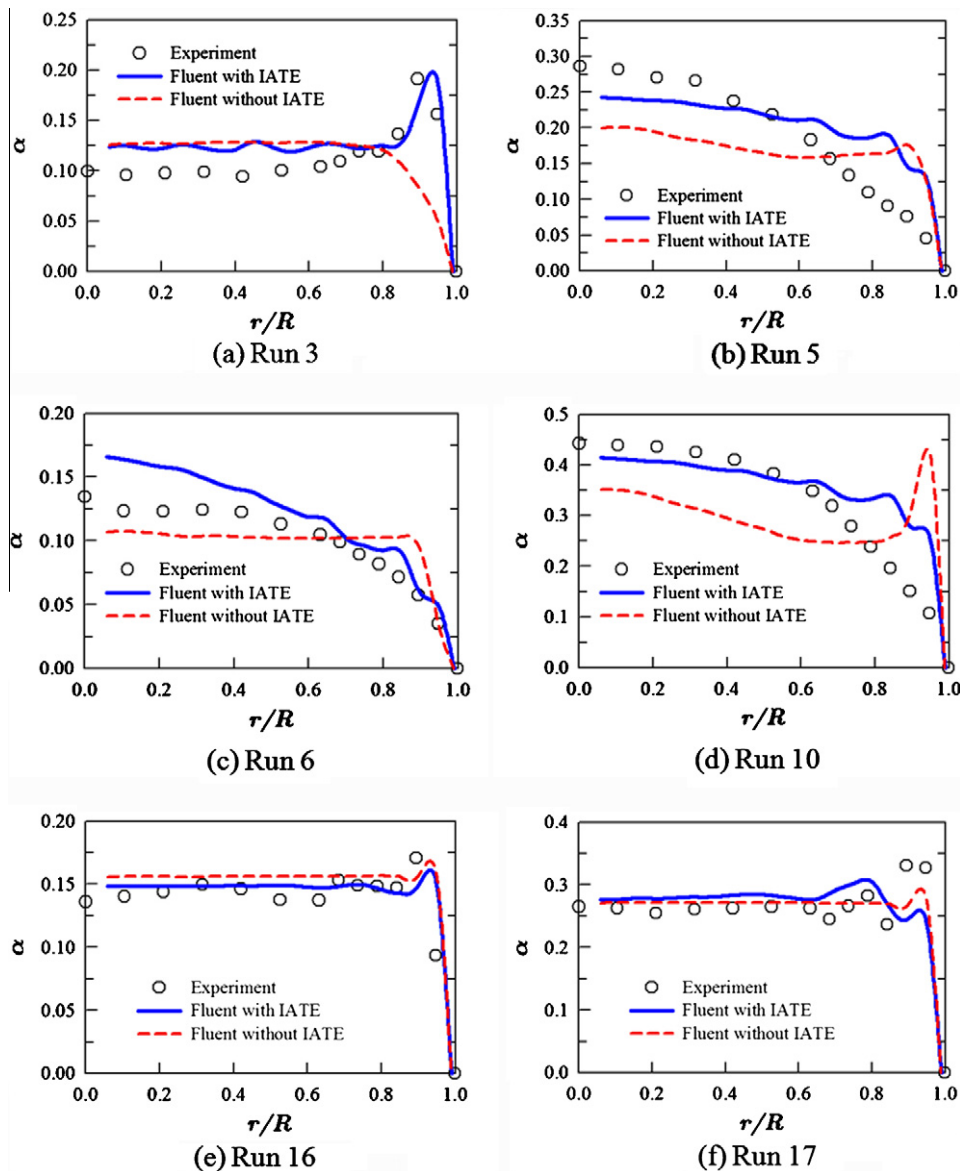 0.25
0.20
0.15
0.10
0.05
0.00
α
Experiment
Fluent with IATE
Fluent without IATE
0.0 0.2 0.4 0.6 0.8 1.0
r/R
(a) Run 3
0.35
0.30
0.25
0.20
0.15
0.10
0.05
0.00
α
Experiment
Fluent with IATE
Fluent without IATE
0.0 0.2 0.4 0.6 0.8 1.0
r/R
(b) Run 5
0.20
0.15
0.10
0.05
0.00
α
Experiment
Fluent with IATE
Fluent without IATE
0.0 0.2 0.4 0.6 0.8 1.0
r/R
(c) Run 6
0.5
0.4
0.3
0.2
0.1
0.0
α
Experiment
Fluent with IATE
Fluent without IATE
0.0 0.2 0.4 0.6 0.8 1.0
r/R
(d) Run 10
0.20
0.15
0.10
0.05
0.00
α
Experiment
Fluent with IATE
Fluent without IATE
0.0 0.2 0.4 0.6 0.8 1.0
r/R
(e) Run 16
0.4
0.3
0.2
0.1
0.0
α
Experiment
Fluent with IATE
Fluent without IATE
0.0 0.2 0.4 0.6 0.8 1.0
r/R
(f) Run 17